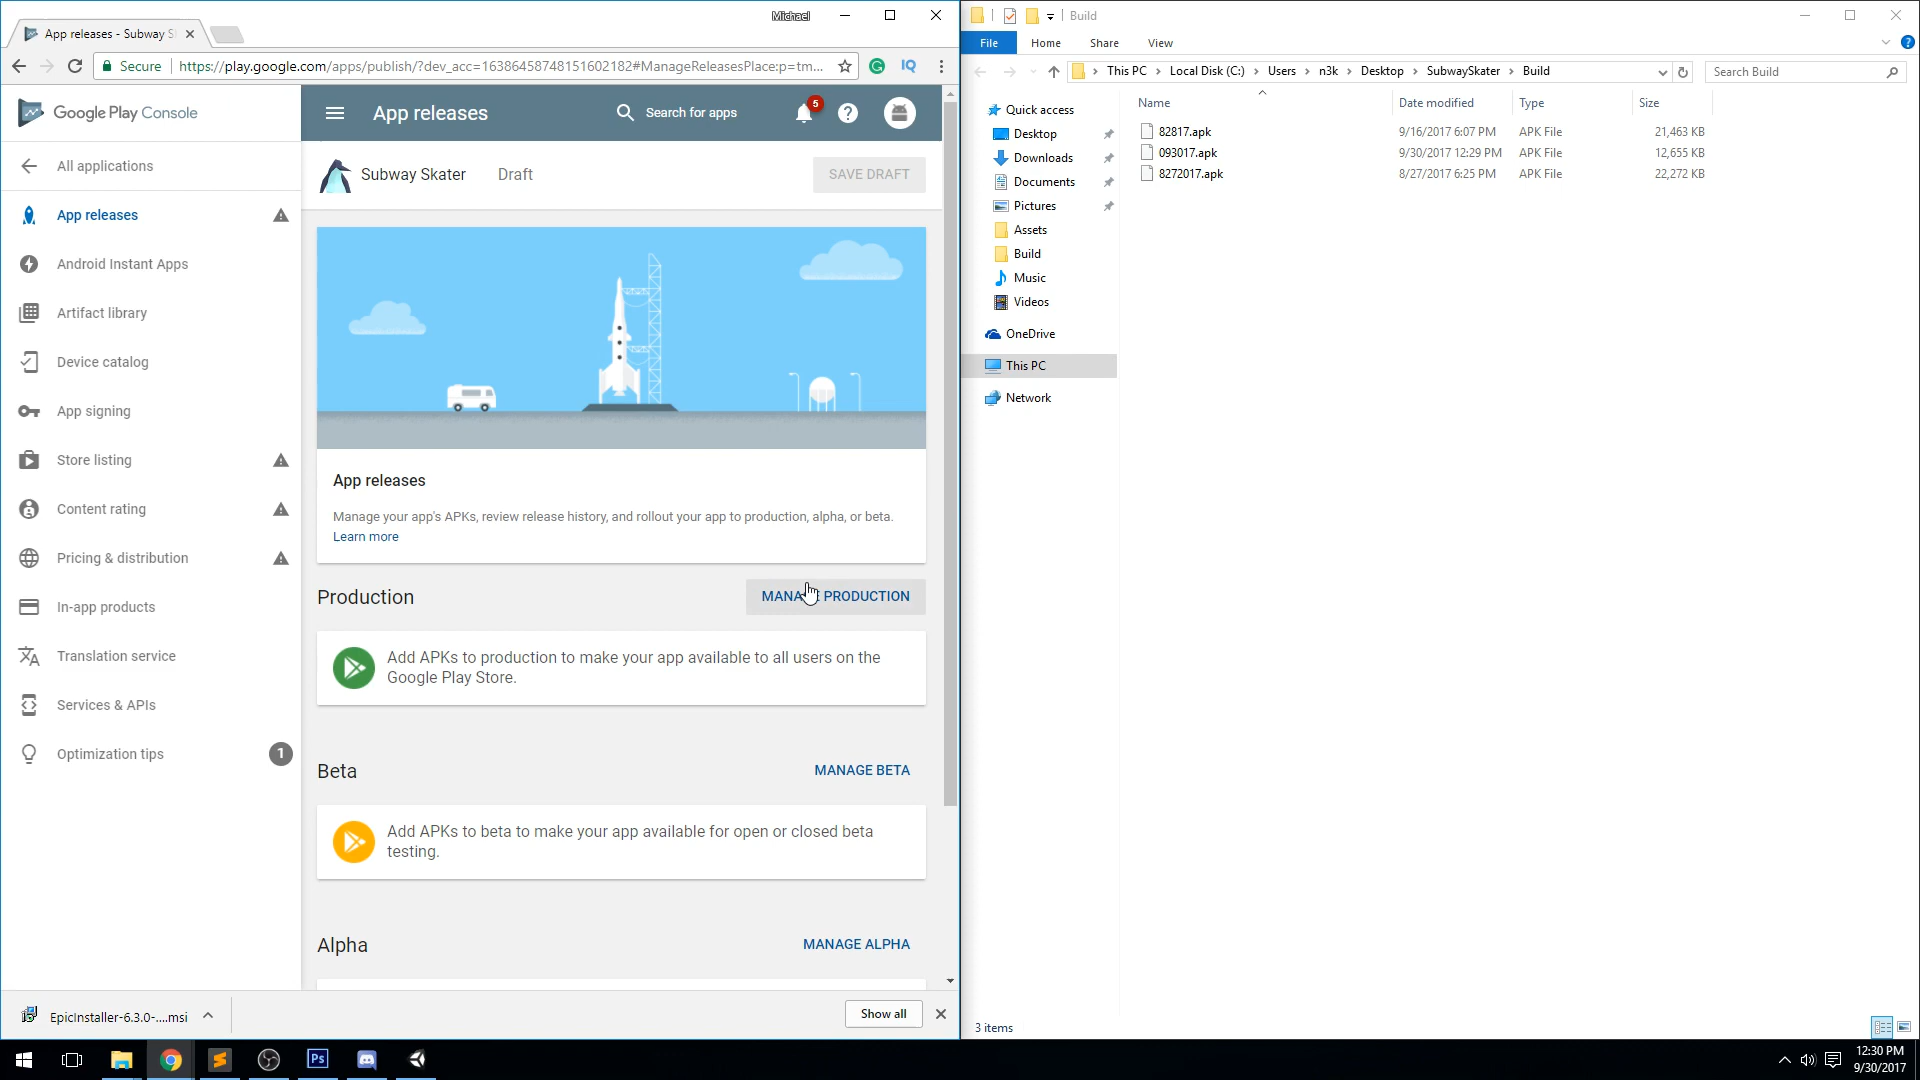 Michael
App releases - Subway S
Secure
https://play.google.com/apps/publish/?dev_acc=16386458748151602182#ManageReleasesPlace:p=tm...
IQ
Google Play Console
All applications
App releases
Android Instant Apps
Artifact library
Device catalog
App signing
Store listing
Content rating
Pricing & distribution
In-app products
Translation service
Services & APIs
Optimization tips
1
App releases
Search for apps
5
Subway Skater
Draft
SAVE DRAFT
App releases
Manage your app's APKs, review release history, and rollout your app to production, alpha, or beta.
Learn more
Production
MANAGE PRODUCTION
Add APKs to production to make your app available to all users on the
Google Play Store.
Beta
MANAGE BETA
Add APKs to beta to make your app available for open or closed beta
testing.
Alpha
MANAGE ALPHA
EpicInstaller-6.3.0-....msi
Show all
Build
File
Home
Share
View
This PC
Local Disk (C:)
Users
n3k
Desktop
SubwaySkater
Build
Search Build
Quick access
Desktop
Downloads
Documents
Pictures
Assets
Build
Music
Videos
OneDrive
This PC
Network
Name
Date modified
Type
Size
82817.apk
9/16/2017 6:07 PM
APK File
21,463 KB
093017.apk
9/30/2017 12:29 PM
APK File
12,655 KB
8272017.apk
8/27/2017 6:25 PM
APK File
22,272 KB
3 items
Ps
12:30 PM
9/30/2017